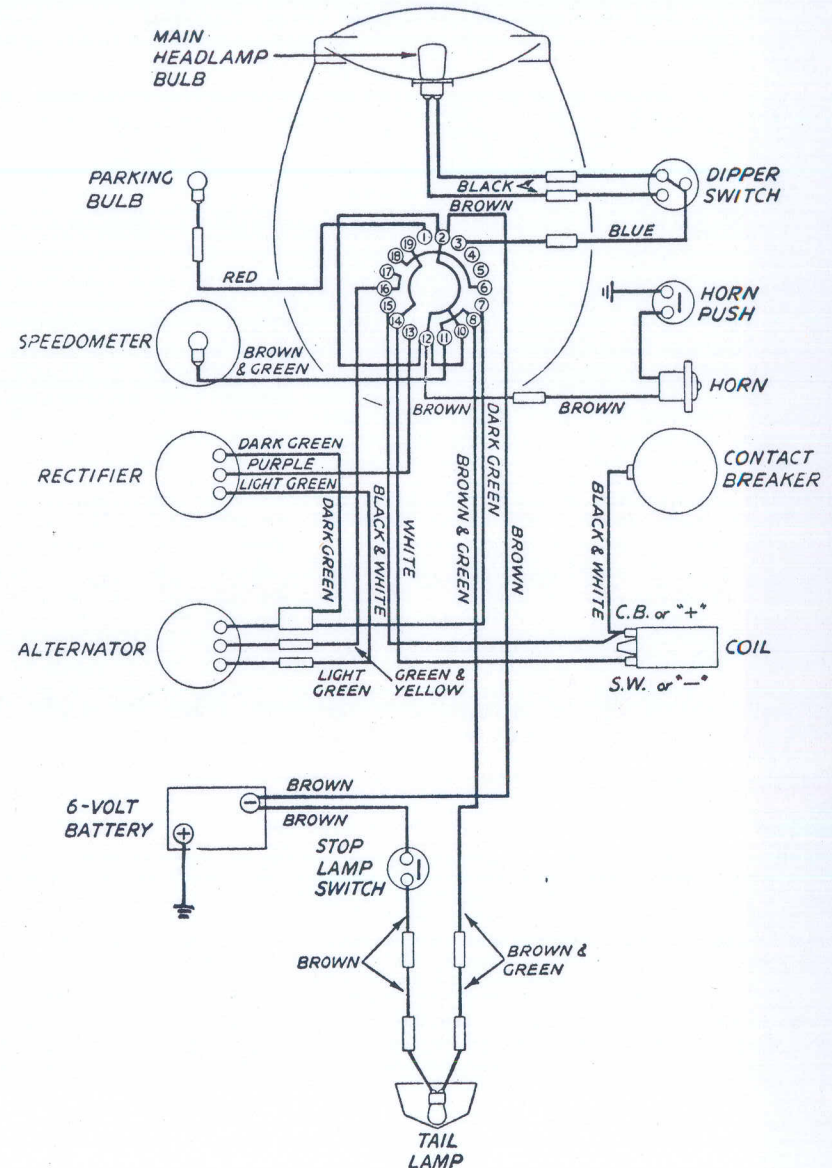 MAIN
HEADLAMP
BULB
PARKING
BULB
BLACK
BROWN
DIPPER
SWITCH
BLUE
RED
1
2
3
4
5
6
7
8
10
11
12
13
14
15
16
17
18
19
HORN
PUSH
SPEEDOMETER
BROWN
& GREEN
HORN
BROWN
BROWN
DARK GREEN
RECTIFIER
DARK GREEN
PURPLE
LIGHT GREEN
CONTACT
BREAKER
DARK GREEN
BLACK & WHITE
WHITE
BROWN & GREEN
BROWN
BLACK & WHITE
C.B. or "+"
ALTERNATOR
COIL
LIGHT
GREEN
GREEN &
YELLOW
S.W. or "—"
6-VOLT
BATTERY
BROWN
BROWN
−
+
STOP
LAMP
SWITCH
BROWN
BROWN &
GREEN
TAIL
LAMP